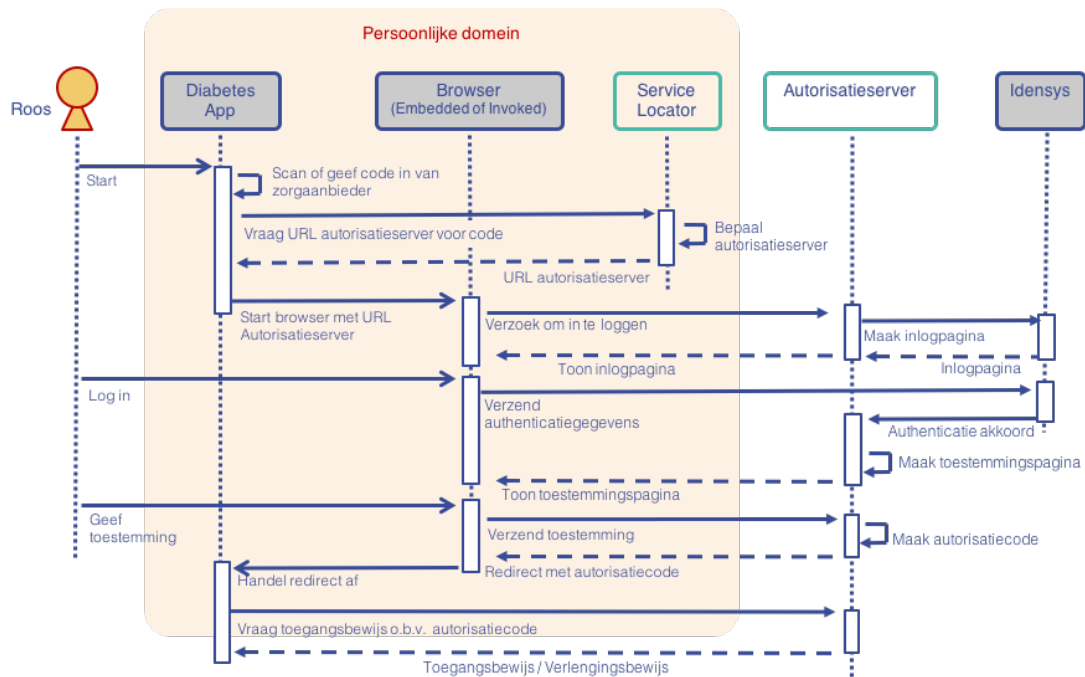 Persoonlijke domein
Roos
Diabetes
App
Browser
(Embedded of Invoked)
Service
Locator
Autorisatieserver
Idensys
Start
Scan of geef code in van
zorgaanbieder
Vraag URL autorisatieserver voor code
Bepaal
autorisatieserver
URL autorisatieserver
Start browser met URL
Autorisatieserver
Verzoek om in te loggen
Maak inlogpagina
Toon inlogpagina
Inlogpagina
Log in
Verzend
authenticatiegegevens
Authenticatie akkoord
Maak toestemmingspagina
Toon toestemmingspagina
Geef
toestemming
Verzend toestemming
Maak autorisatiecode
Redirect met autorisatiecode
Handel redirect af
Vraag toegangsbewijs o.b.v. autorisatiecode
Toegangsbewijs / Verlengingsbewijs